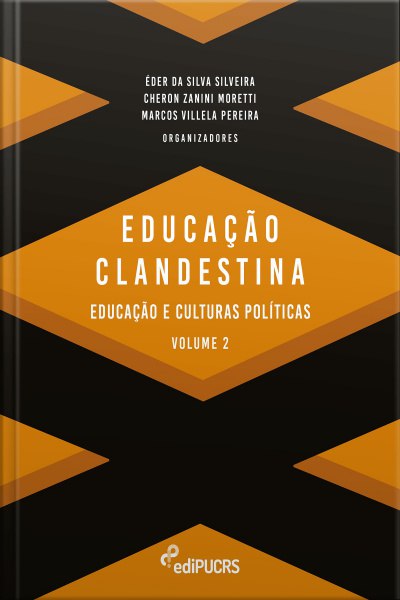 ÉDER DA SILVA SILVEIRA
CHERON ZANINI MORETTI
MARCOS VILLELA PEREIRA
ORGANIZADORES
EDUCAÇÃO
CLANDESTINA
EDUCAÇÃO E CULTURAS POLÍTICAS
VOLUME 2
ediPUCRS